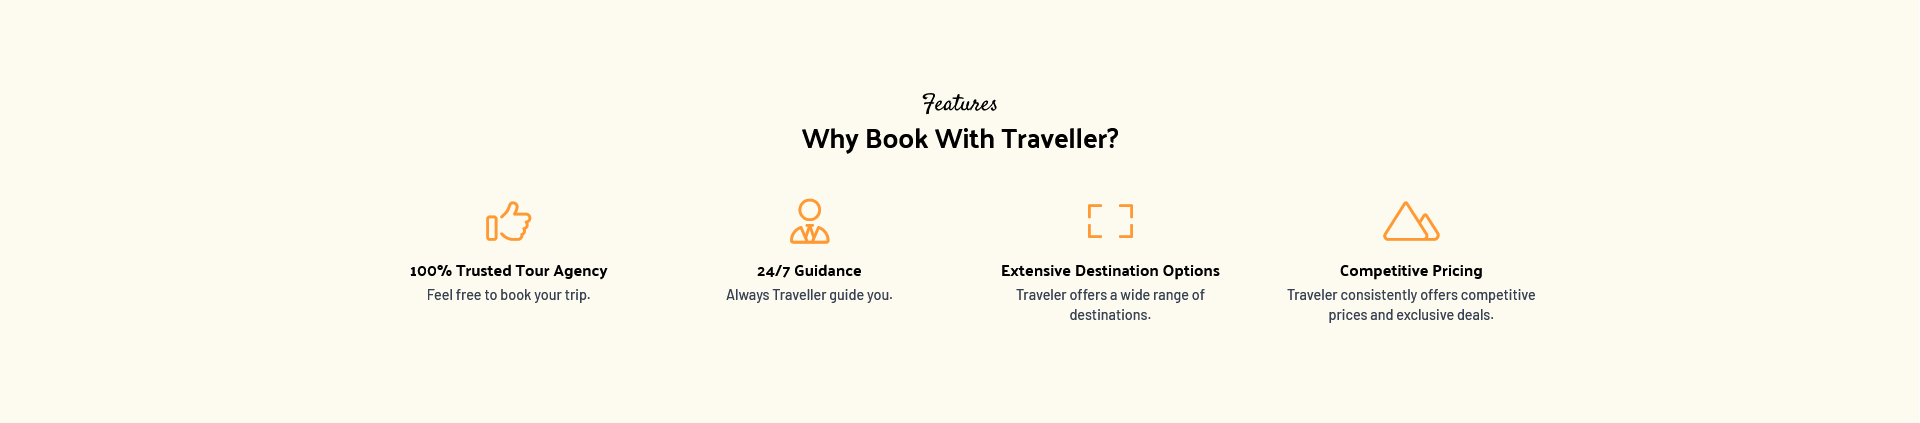 Features
Why Book With Traveller?
100% Trusted Tour Agency
Feel free to book your trip.
24/7 Guidance
Always Traveller guide you.
Extensive Destination Options
Traveler offers a wide range of
destinations.
Competitive Pricing
Traveler consistently offers competitive
prices and exclusive deals.